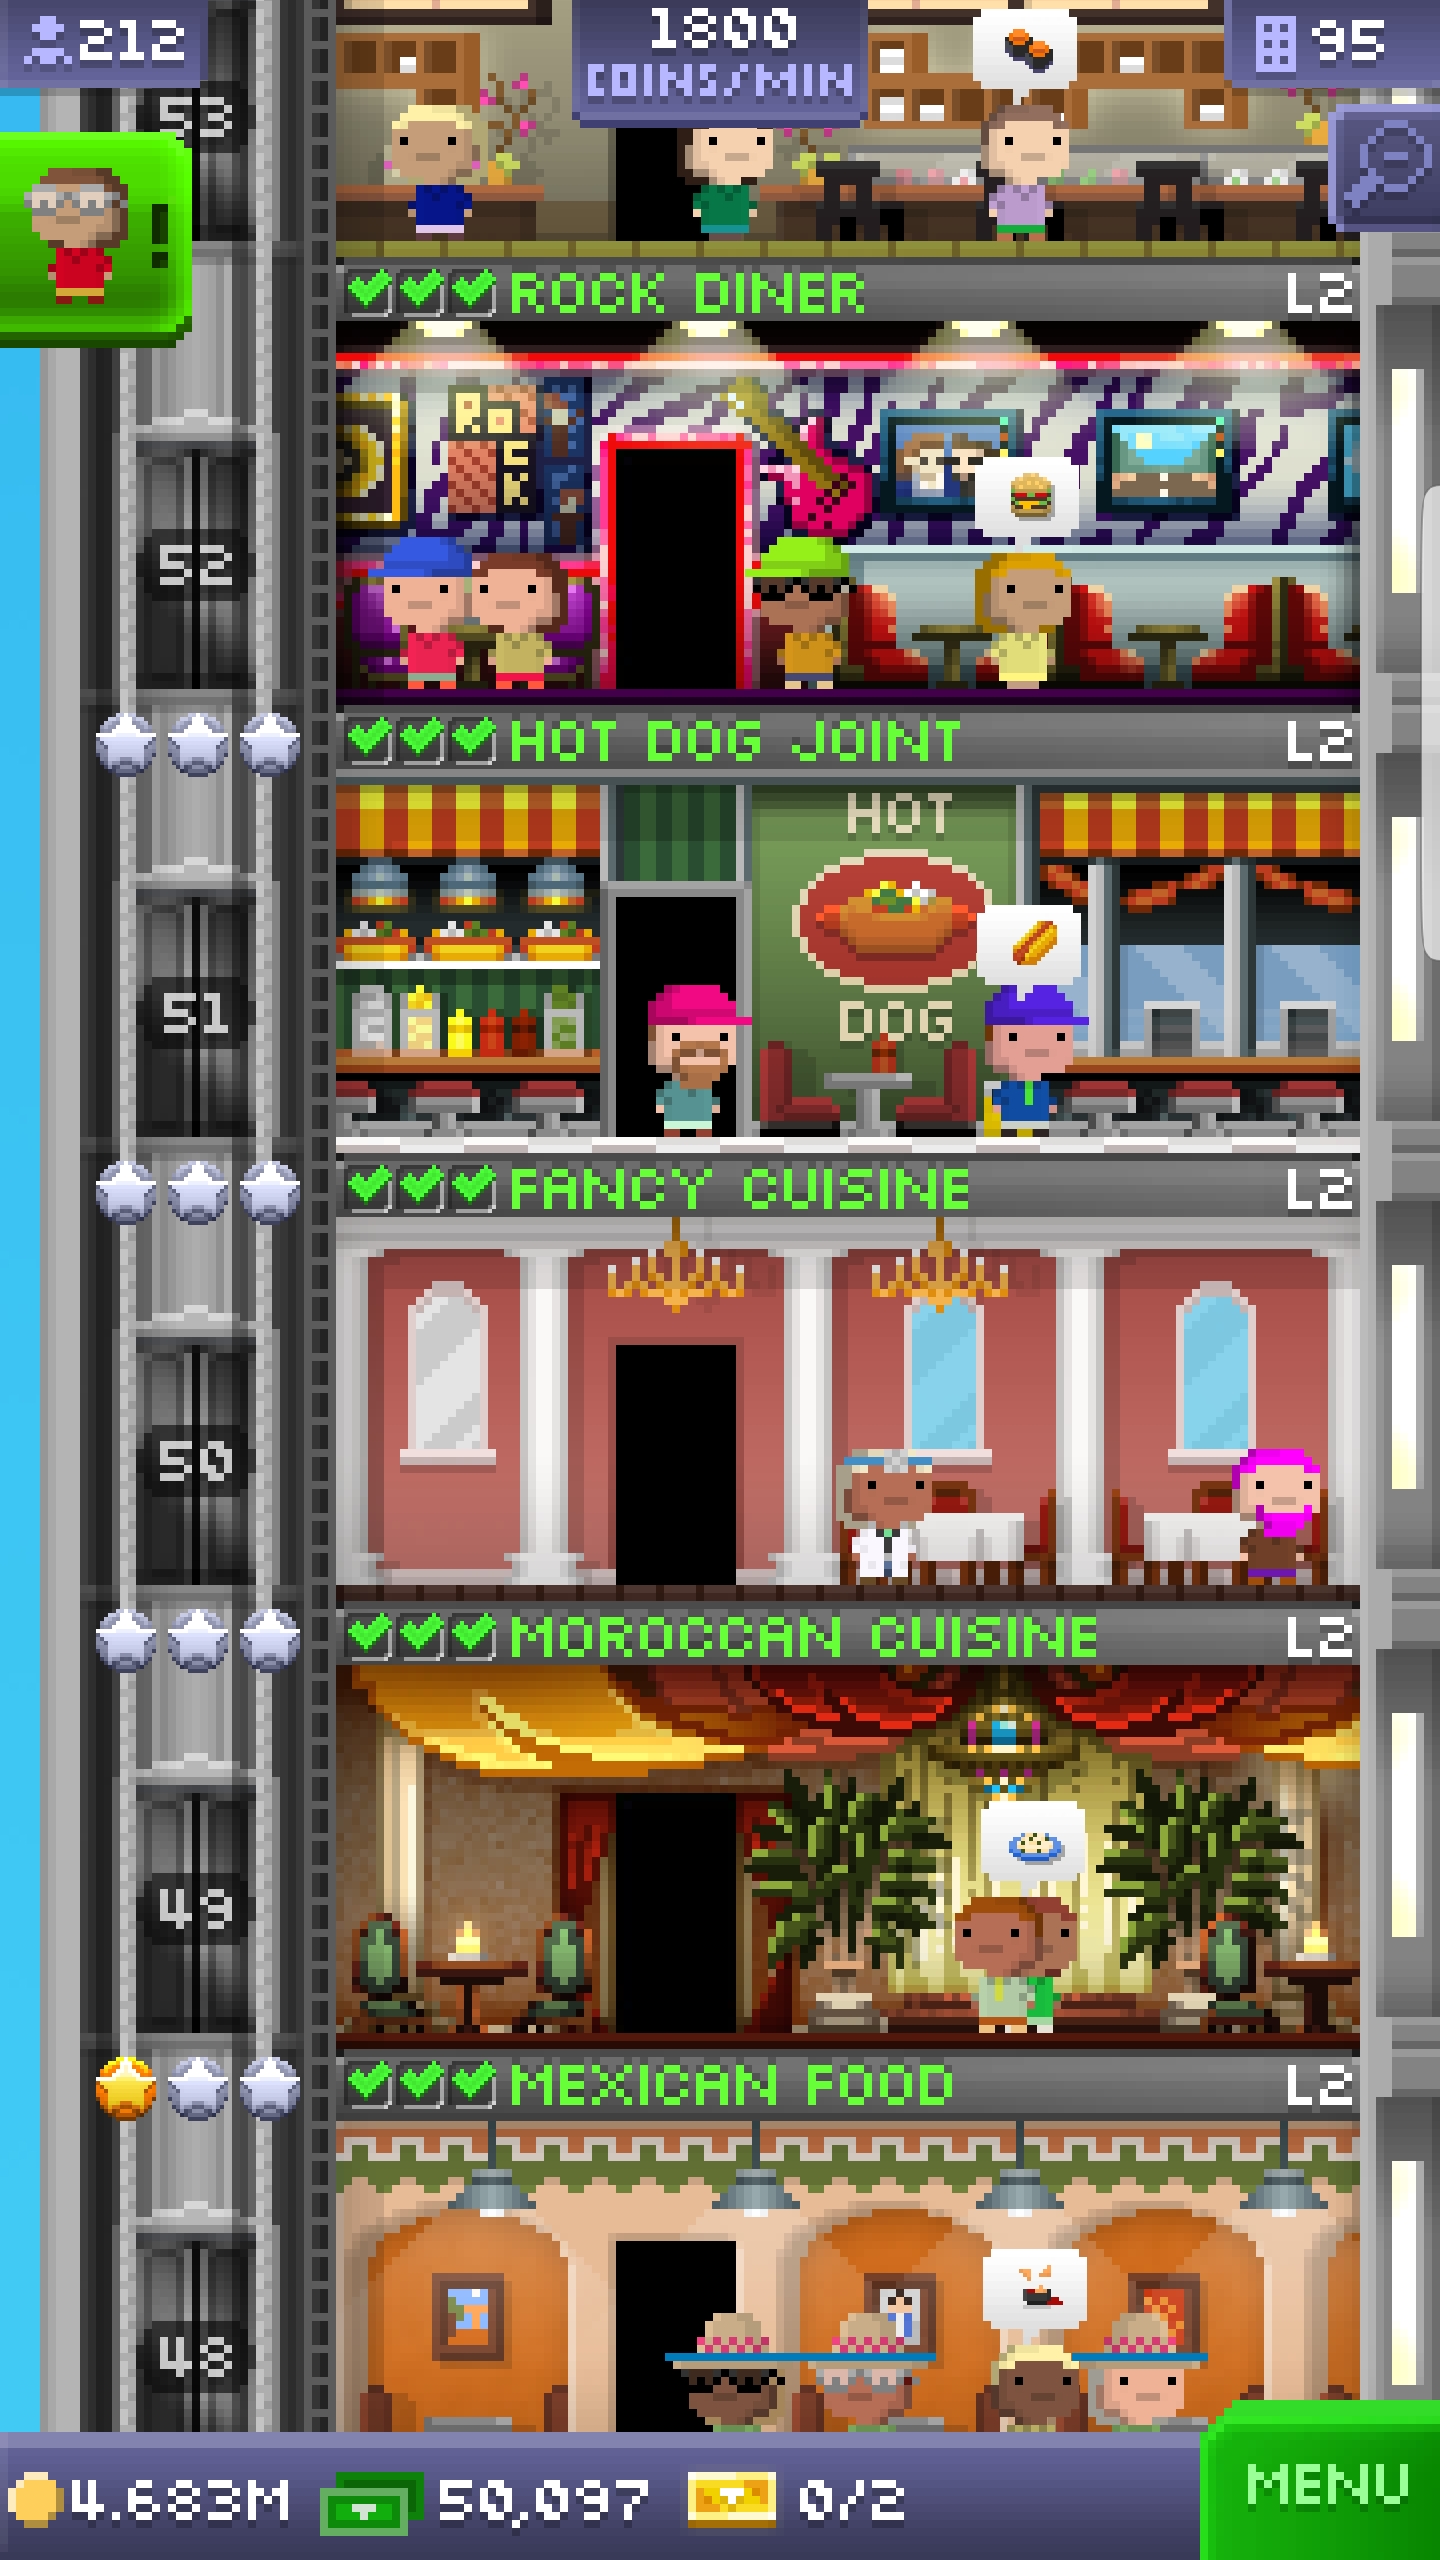 212
1800
COINS/MIN
95
53
!
ROCK DINER L2
ROCK
52
HOT DOG JOINT L2
HOT
DOG
51
FANCY CUISINE L2
50
MOROCCAN CUISINE L2
49
MEXICAN FOOD L2
48
4.683M 50,097 0/2
MENU